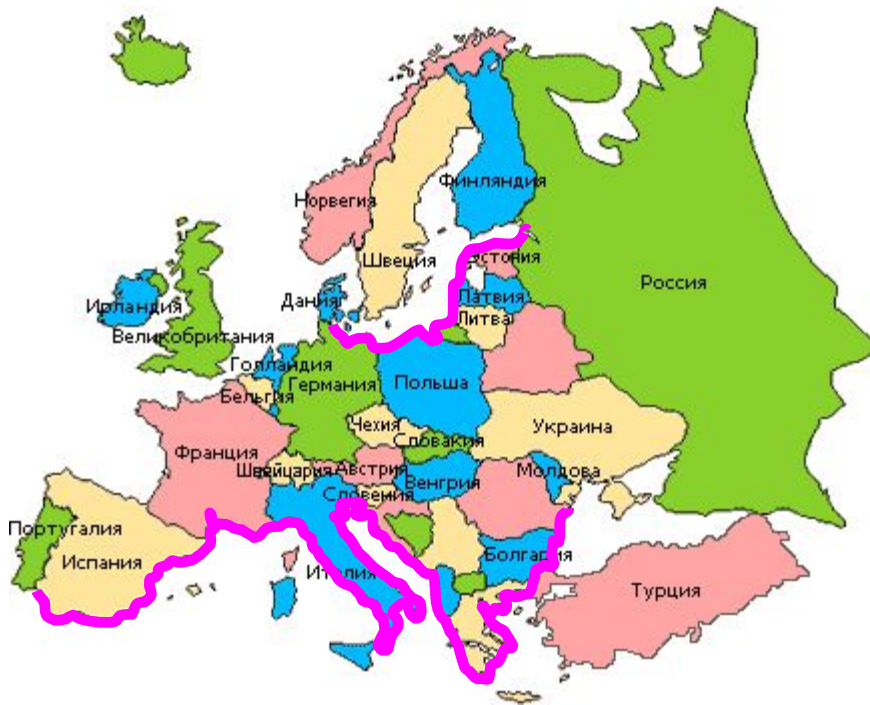 Финляндия
Норвегия
Швеция
Эстония
Россия
Ирландия
Дания
Латвия
Литва
Великобритания
Голландия
Германия
Польша
Бельгия
Чехия
Украина
Франция
Словакия
Швейцария
Австрия
Венгрия
Молдова
Словения
Португалия
Испания
Италия
Болгария
Турция